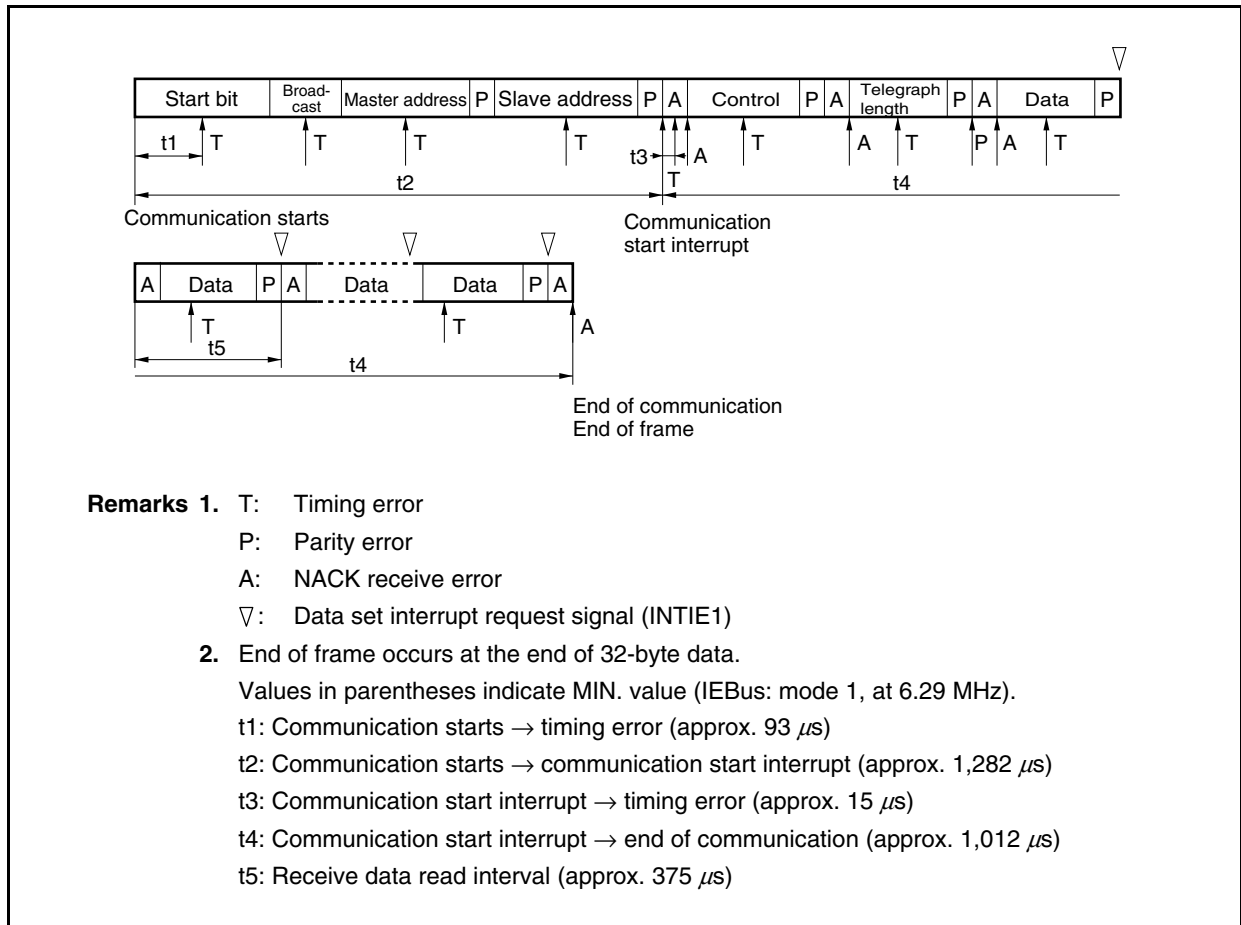 Start bit Broad-
cast Master address P Slave address P A Control P A Telegraph
length P A Data P
t1 T T T T t3 A T A T P A T
T
t2 t4
Communication starts
Communication
start interrupt
A Data P A Data Data P A
T T A
t5
t4
End of communication
End of frame
Remarks 1. T: Timing error
P: Parity error
A: NACK receive error
▽: Data set interrupt request signal (INTIE1)
2. End of frame occurs at the end of 32-byte data.
Values in parentheses indicate MIN. value (IEBus: mode 1, at 6.29 MHz).
t1: Communication starts → timing error (approx. 93 μs)
t2: Communication starts → communication start interrupt (approx. 1,282 μs)
t3: Communication start interrupt → timing error (approx. 15 μs)
t4: Communication start interrupt → end of communication (approx. 1,012 μs)
t5: Receive data read interval (approx. 375 μs)